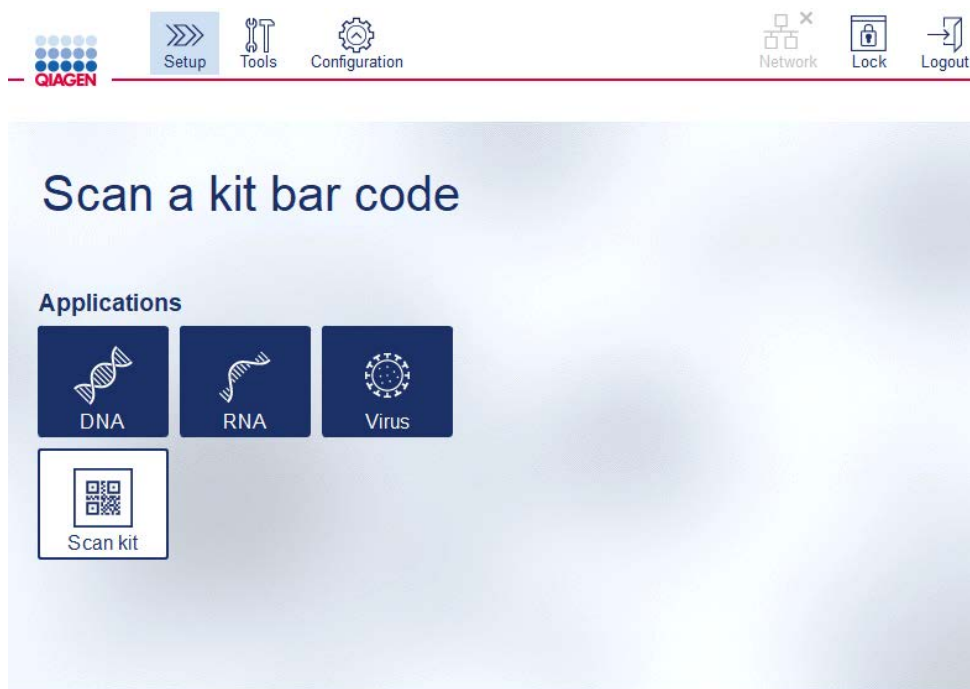 QIAGEN
Setup
Tools
Configuration
Network
Lock
Logout
Scan a kit bar code
Applications
DNA
RNA
Virus
Scan kit